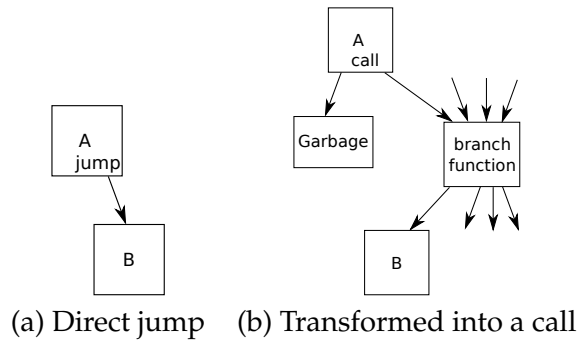 A
jump
B
(a) Direct jump
A
call
Garbage
branch
function
B
(b) Transformed into a call